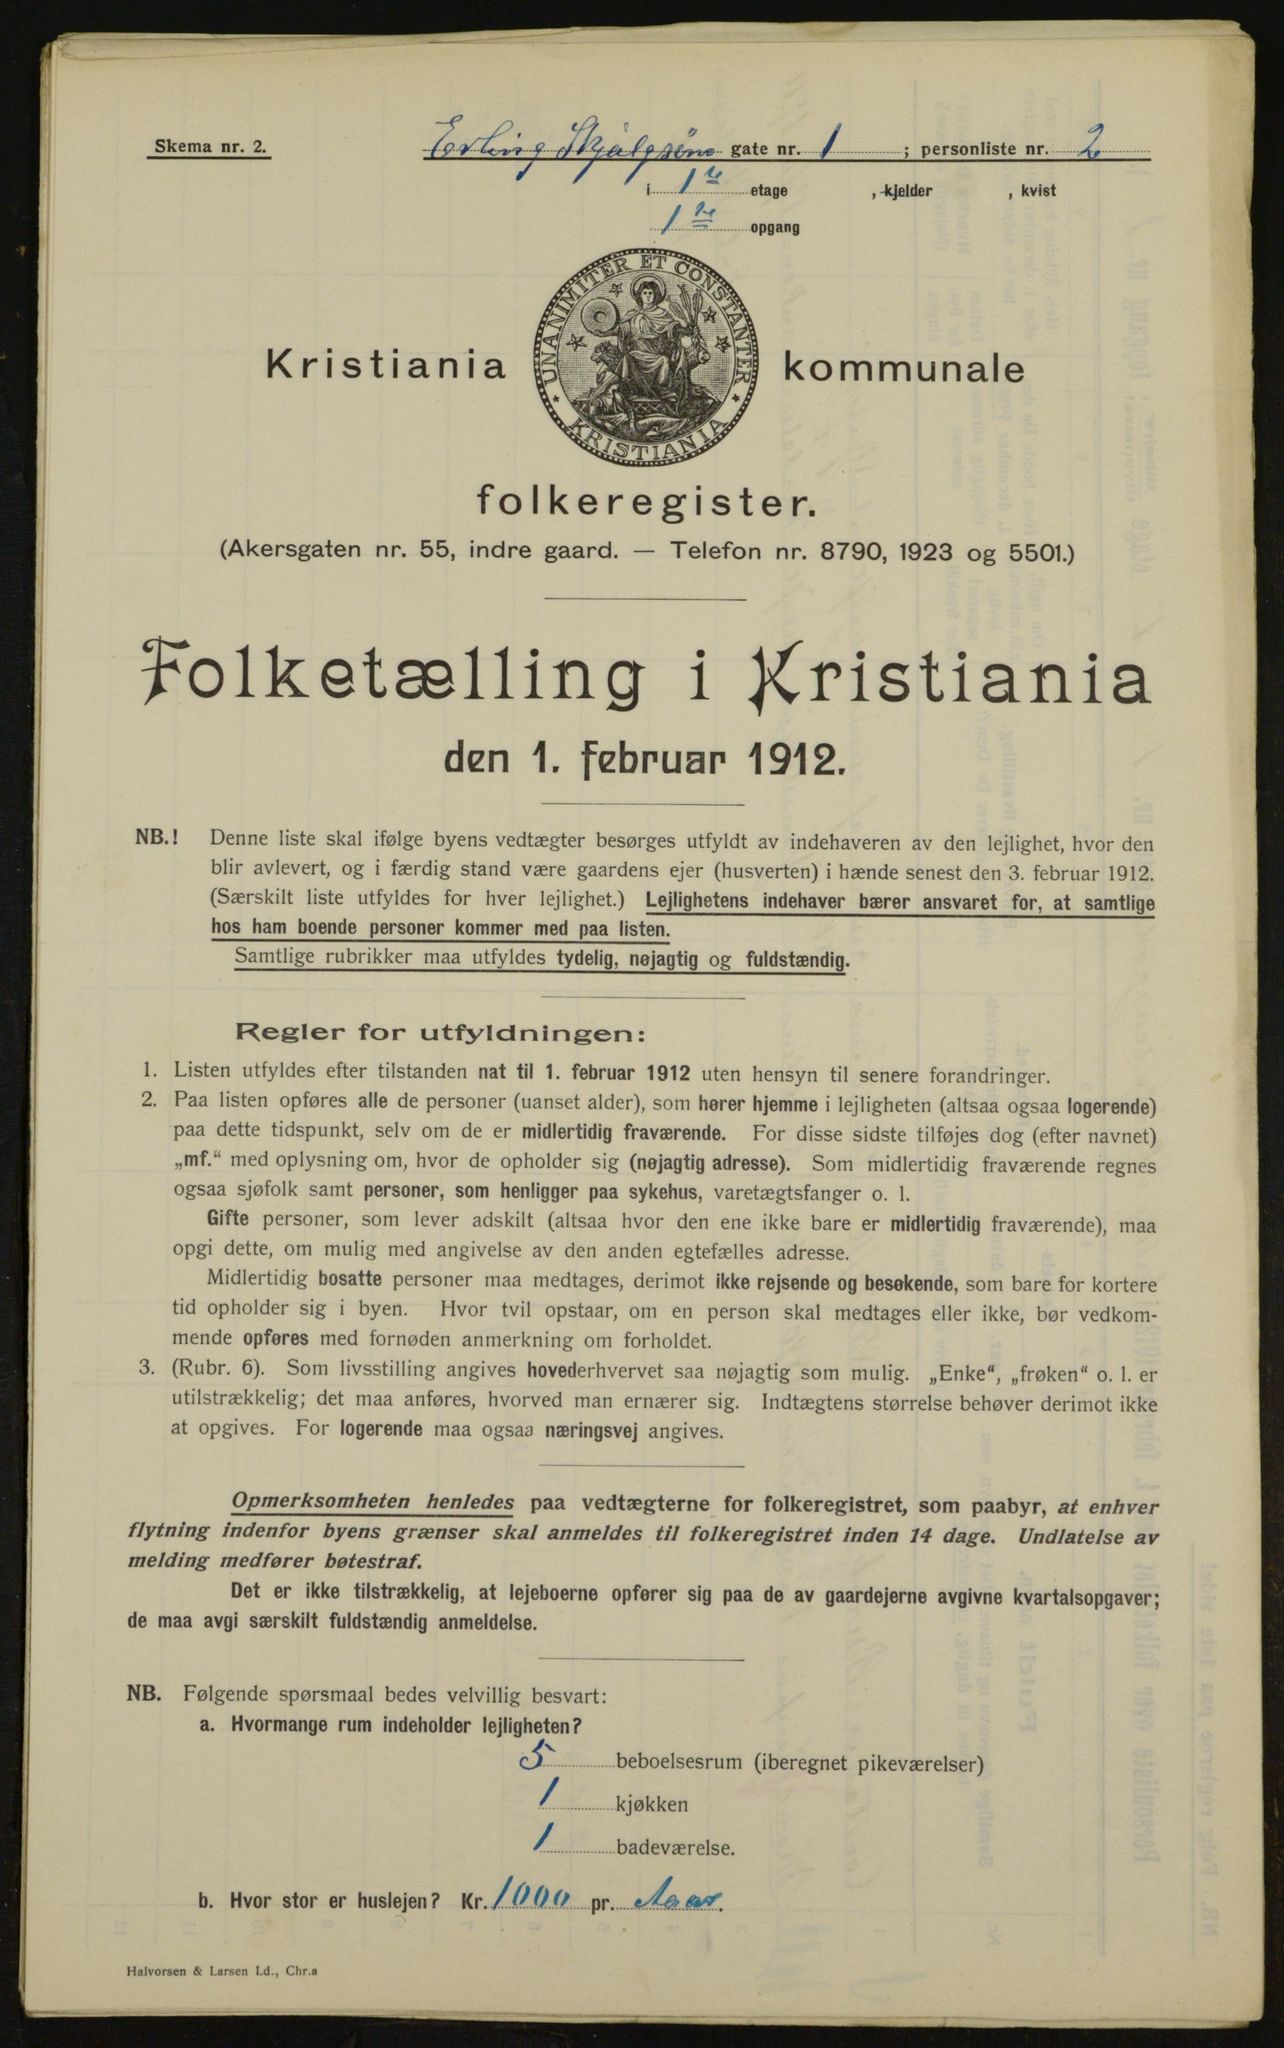 Skema nr. 2.
Erling Skjalgsøns gate nr. 1 ; personliste nr. 2
i 1ste etage , kjelder , kvist
1ste opgang
UNANIMITER ET CONSTANTER
KRISTIANIA
Kristiania kommunale
folkeregister.
(Akersgaten nr. 55, indre gaard. — Telefon nr. 8790, 1923 og 5501.)
Folketælling i Kristiania
den 1. februar 1912.
NB.! Denne liste skal ifølge byens vedtægter besørges utfyldt av indehaveren av den lejlighet, hvor den
blir avlevert, og i færdig stand være gaardens ejer (husverten) i hænde senest den 3. februar 1912.
(Særskilt liste utfyldes for hver lejlighet.) Lejlighetens indehaver bærer ansvaret for, at samtlige
hos ham boende personer kommer med paa listen.
Samtlige rubrikker maa utfyldes tydelig, nøjagtig og fuldstændig.
Regler for utfyldningen:
1. Listen utfyldes efter tilstanden nat til 1. februar 1912 uten hensyn til senere forandringer.
2. Paa listen opføres alle de personer (uanset alder), som hører hjemme i lejligheten (altsaa ogsaa logerende)
paa dette tidspunkt, selv om de er midlertidig fraværende. For disse sidste tilføjes dog (efter navnet)
„mf.“ med oplysning om, hvor de opholder sig (nøjagtig adresse). Som midlertidig fraværende regnes
ogsaa sjøfolk samt personer, som henligger paa sykehus, varetægtsfanger o. l.
Gifte personer, som lever adskilt (altsaa hvor den ene ikke bare er midlertidig fraværende), maa
opgi dette, om mulig med angivelse av den anden egtefælles adresse.
Midlertidig bosatte personer maa medtages, derimot ikke rejsende og besøkende, som bare for kortere
tid opholder sig i byen. Hvor tvil opstaar, om en person skal medtages eller ikke, bør vedkom-
mende opføres med fornøden anmerkning om forholdet.
3. (Rubr. 6). Som livsstilling angives hovederhvervet saa nøjagtig som mulig. „Enke“, „frøken“ o. l. er
utilstrækkelig; det maa anføres, hvorved man ernærer sig. Indtægtens størrelse behøver derimot ikke
at opgives. For logerende maa ogsaa næringsvej angives.
Opmerksomheten henledes paa vedtægterne for folkeregistret, som paabyr, at enhver
flytning indenfor byens grænser skal anmeldes til folkeregistret inden 14 dage. Undlatelse av
melding medfører bøtestraf.
Det er ikke tilstrækkelig, at lejeboerne opfører sig paa de av gaardejerne avgivne kvartalsopgaver;
de maa avgi særskilt fuldstændig anmeldelse.
NB. Følgende spørsmaal bedes velvillig besvart:
a. Hvormange rum indeholder lejligheten?
5 beboelsesrum (iberegnet pikeværelser)
1 kjøkken
1 badeværelse.
b. Hvor stor er huslejen? Kr. 1000 pr. Aar.
Halvorsen & Larsen Ld., Chr.a